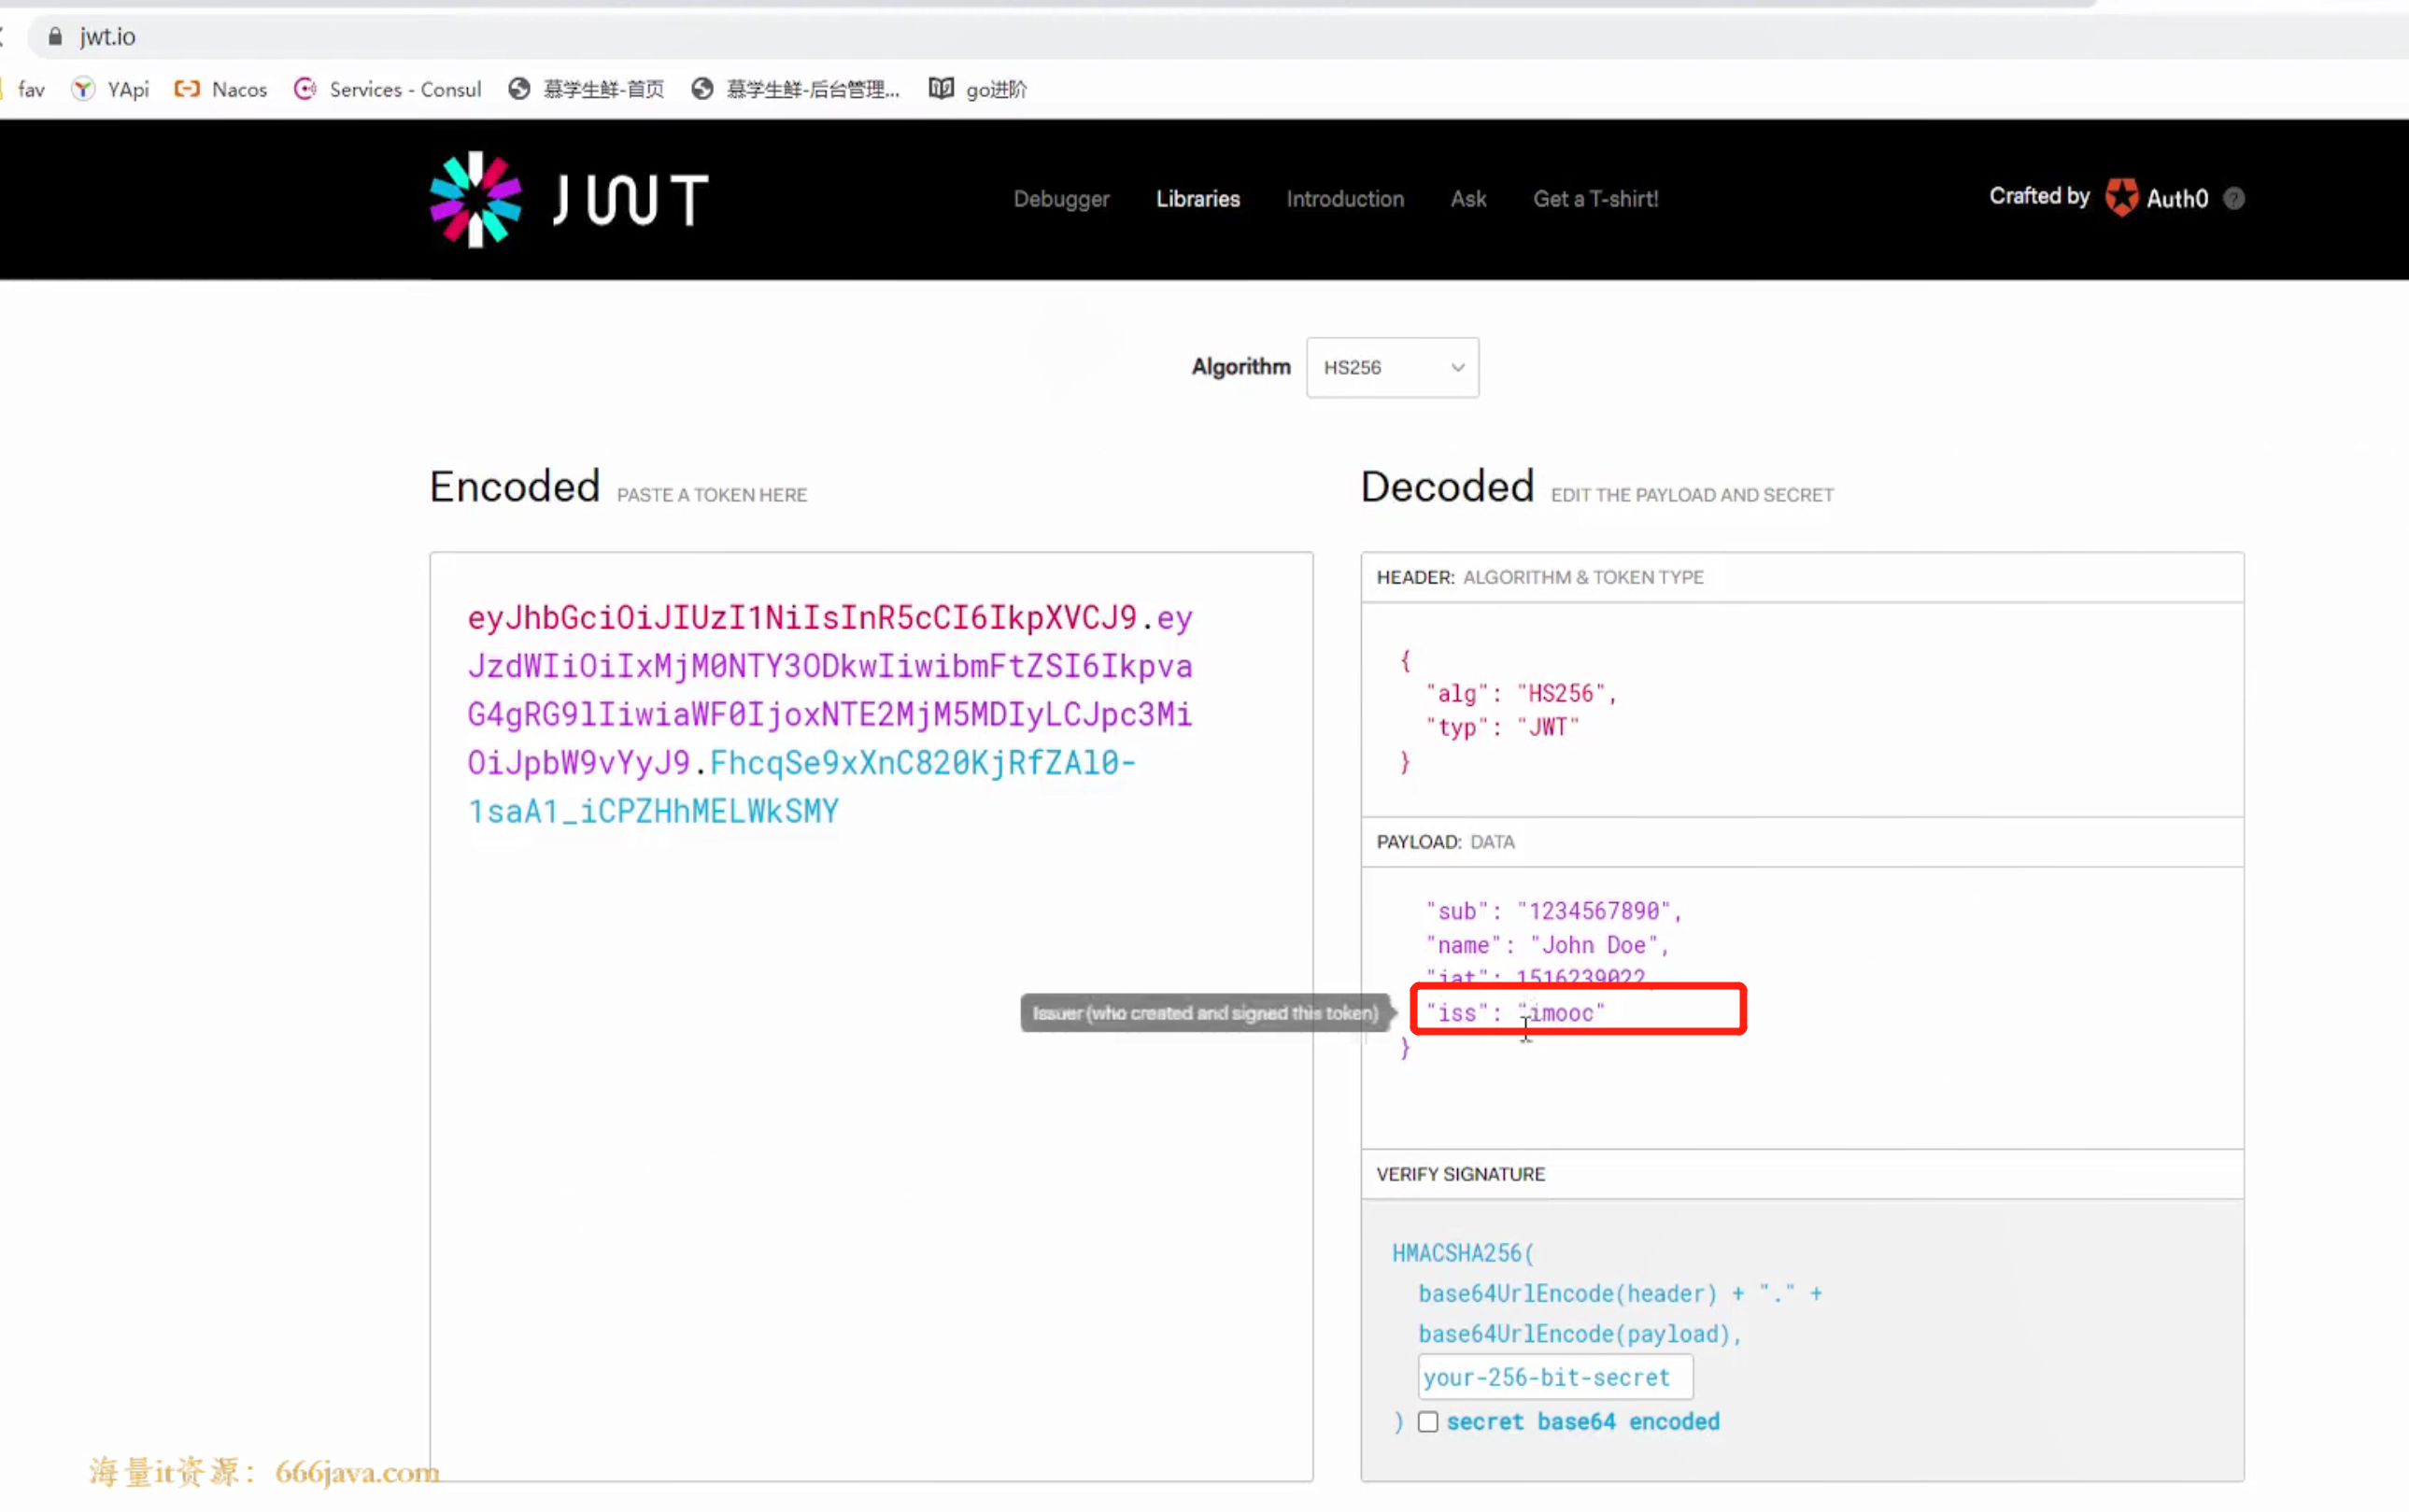 jwt.io
fav YApi Nacos Services - Consul 慕学生鲜-首页 慕学生鲜-后台管理... go进阶
JWT Debugger Libraries Introduction Ask Get a T-shirt! Crafted by Auth0 ?
Algorithm HS256
Encoded PASTE A TOKEN HERE
eyJhbGciOiJIUzI1NiIsInR5cCI6IkpXVCJ9.ey
JzdWIiOiIxMjM0NTY3ODkwIiwibmFtZSI6Ikpva
G4gRG9lIiwiaWF0IjoxNTE2MjM5MDIyLCJpc3Mi
OiJpbW9vYyJ9.FhcqSe9xXnC820KjRfZAl0-
1saA1_iCPZHhMELWkSMY
Decoded EDIT THE PAYLOAD AND SECRET
HEADER: ALGORITHM & TOKEN TYPE
{
"alg": "HS256",
"typ": "JWT"
}
PAYLOAD: DATA
"sub": "1234567890",
"name": "John Doe",
"iat": 1516239022,
Issuer (who created and signed this token)
"iss": "imooc"
}
VERIFY SIGNATURE
HMACSHA256(
base64UrlEncode(header) + "." +
base64UrlEncode(payload),
your-256-bit-secret
) secret base64 encoded
海量it资源：666java.com